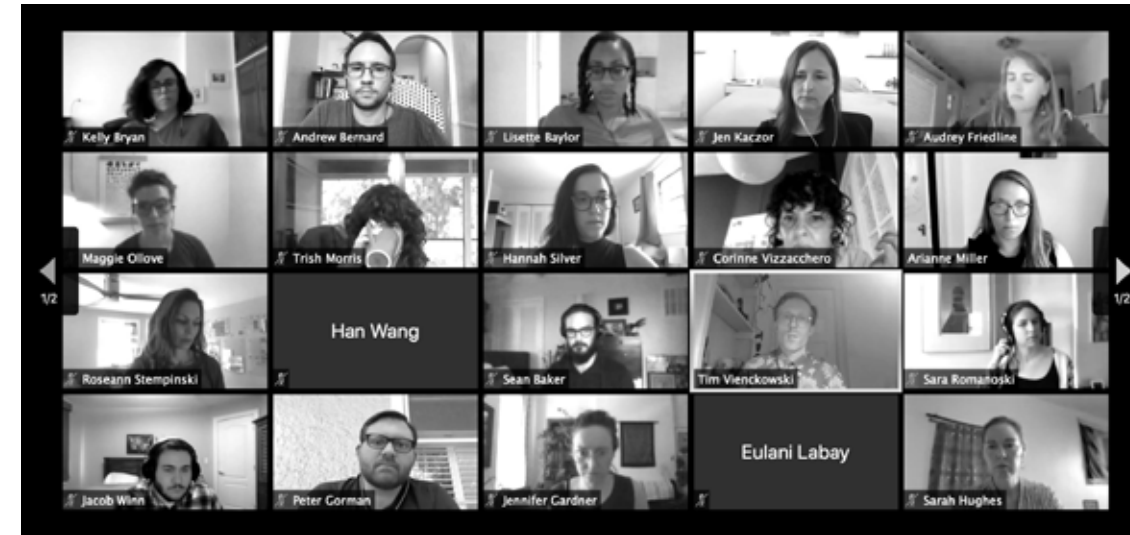 Kelly Bryan
Andrew Bernard
Lisette Baylor
Jen Kaczor
Audrey Friedline
Maggie Ollove
Trish Morris
Hannah Silver
Corinne Vizzacchero
Arianne Miller
1/2
1/2
Roseann Stempinski
Han Wang
Sean Baker
Tim Vienckowski
Sara Romanoski
Jacob Winn
Peter Gorman
Jennifer Gardner
Eulani Labay
Sarah Hughes